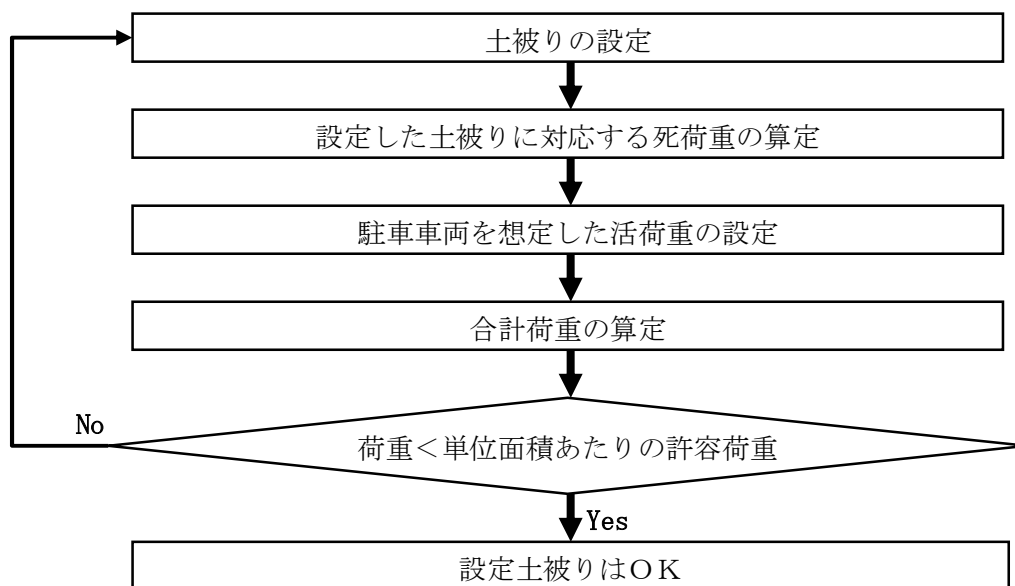 土被りの設定
設定した土被りに対応する死荷重の算定
駐車車両を想定した活荷重の設定
合計荷重の算定
No
荷重＜単位面積あたりの許容荷重
Yes
設定土被りはＯＫ